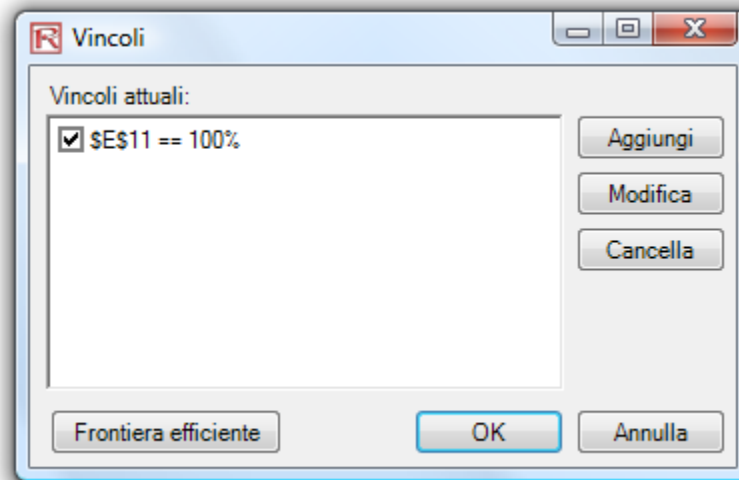 Vincoli
Vincoli attuali:
$E$11 == 100%
Aggiungi
Modifica
Cancella
Frontiera efficiente
OK
Annulla